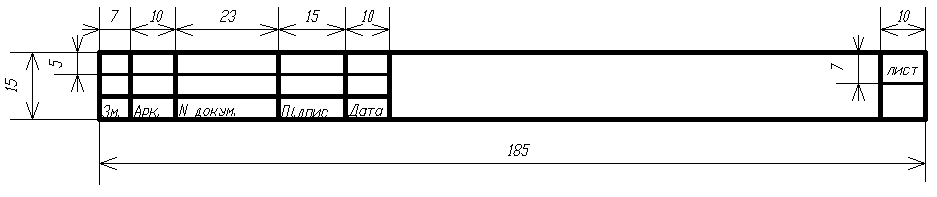 7 10 23 15 10 10
15 5 7 лист
Зм. Арк. N докум. Підпис Дата
185